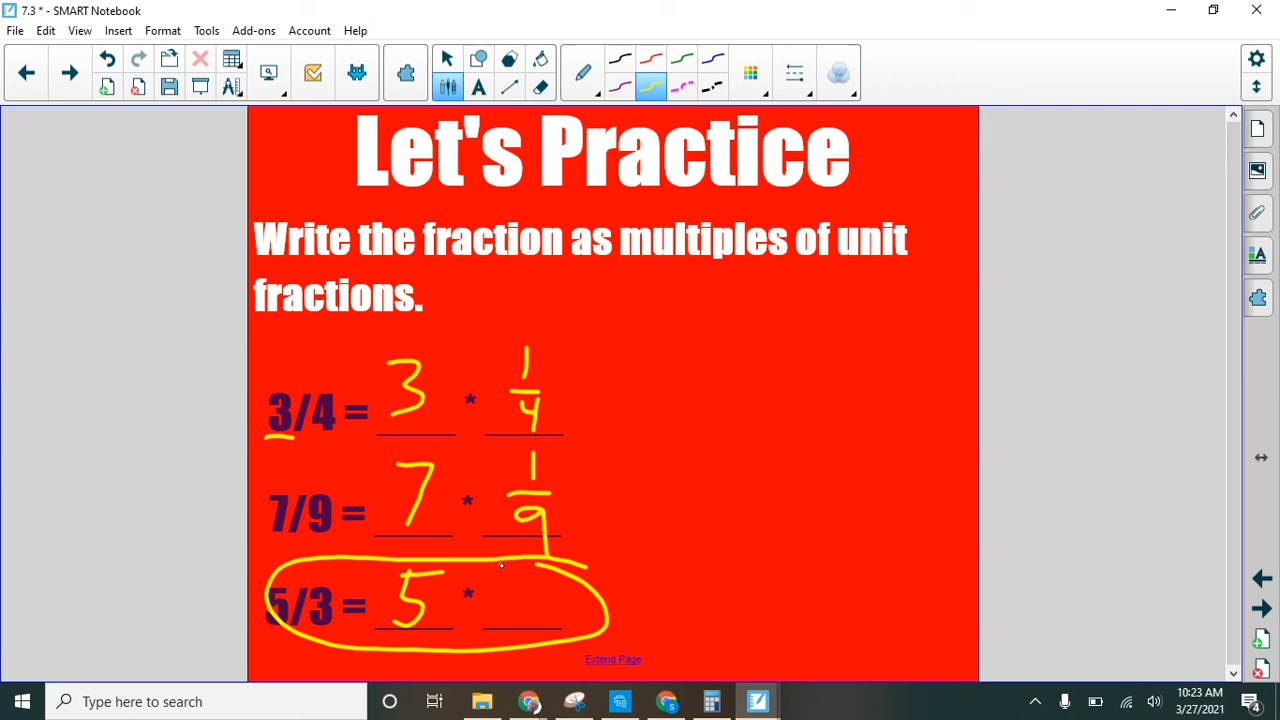 7.3 * - SMART Notebook
File Edit View Insert Format Tools Add-ons Account Help
Let's Practice
Write the fraction as multiples of unit
fractions.
3/4 = 3 * 1/4
7/9 = 7 * 1/9
5/3 = 5 *
Extend Page
Type here to search
10:23 AM
3/27/2021
4